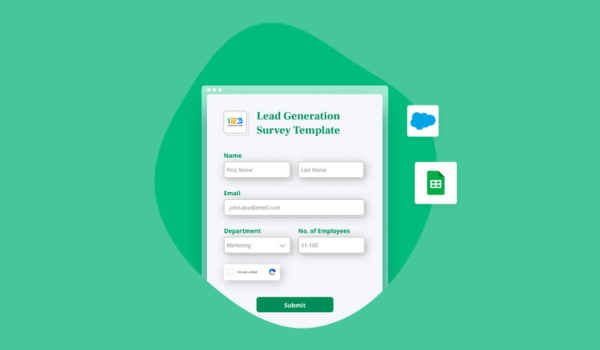 123
Lead Generation
Survey Template
Name
First Name
Last Name
Email
john.doe@email.com
Department
No. of Employees
Marketing
51-100
I'm not a robot
Submit